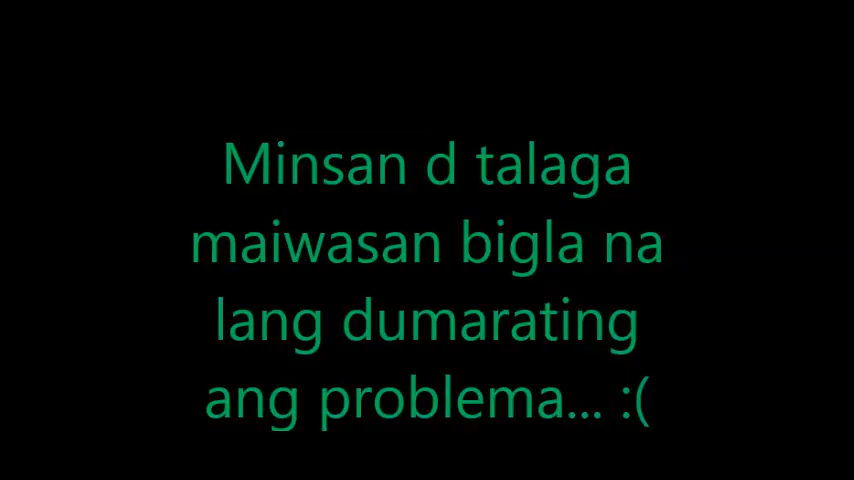 Minsan d talaga
maiwasan bigla na
lang dumarating
ang problema... :(